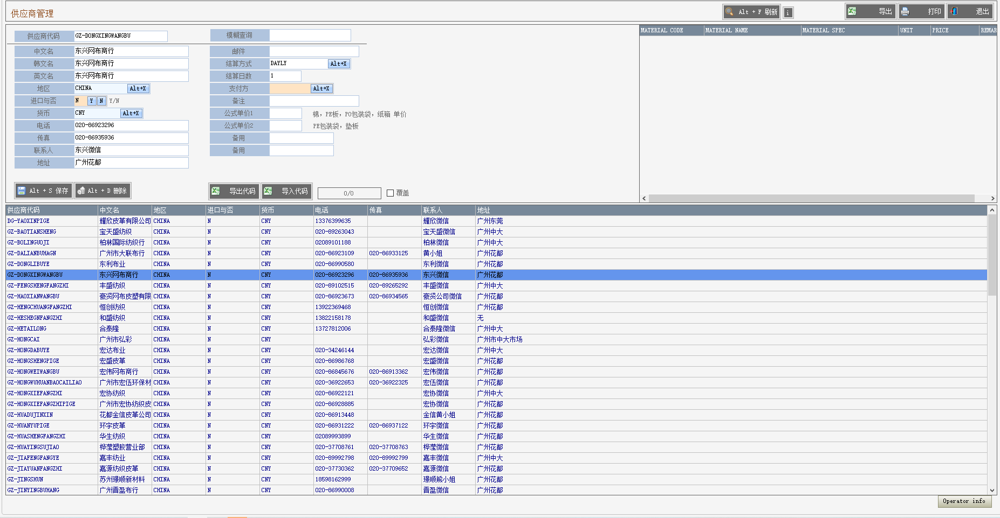 供应商管理
Alt + F 刷新
i
导出
打印
退出
供应商代码 GZ-DONGXINGWANGBU
模糊查询
中文名 东兴网布商行
邮件
韩文名 东兴网布商行
结算方式 DAYLY Alt+X
英文名 东兴网布商行
结算日数 1
地区 CHINA Alt+X
支付方 Alt+X
进口与否 N Y N Y/N
备注
货币 CNY Alt+X
公式单价1 棉，PE板，PO包装袋，纸箱 单价
电话 020-86923296
公式单价2 PE包装袋，垫板
传真 020-86935936
备用
联系人 东兴微信
备用
地址 广州花都
MATERIAL CODE MATERIAL NAME MATERIAL SPEC UNIT PRICE REMAR
Alt + S 保存
Alt + D 删除
导出代码
导入代码
0/0
覆盖
供应商代码 中文名 地区 进口与否 货币 电话 传真 联系人 地址
DG-YAOXINPIGE 耀欣皮革有限公司 CHINA N CNY 13376399635 耀欣微信 广州东莞
GZ-BAOTIANSHENG 宝天盛纺织 CHINA N CNY 020-89263043 宝天盛微信 广州中大
GZ-BOLINGUOJI 柏林国际纺织行 CHINA N CNY 02089101188 柏林微信 广州中大
GZ-DALIANBUHAGN 广州市大联布行 CHINA N CNY 020-86923109 020-86933125 黄小姐 广州花都
GZ-DONGLIBUYE 东利布业 CHINA N CNY 020-86990580 东利微信 广州花都
GZ-DONGXINGWANGBU 东兴网布商行 CHINA N CNY 020-86923296 020-86935936 东兴微信 广州花都
GZ-FENGSHENGFANGZHI 丰盛纺织 CHINA N CNY 020-89102515 020-89265292 丰盛微信 广州中大
GZ-HAOXIANWANGBU 豪贤网布皮塑有限 CHINA N CNY 020-86923673 020-86934565 豪贤公司微信 广州花都
GZ-HENGCHUANGFANGZHI 恒创纺织 CHINA N CNY 13922369468 恒创微信 广州花都
GZ-HESHEGNFANGZHI 和盛纺织 CHINA N CNY 13822158178 和盛微信 无
GZ-HETAILONG 合泰隆 CHINA N CNY 13727812006 合泰隆微信 广州中大
GZ-HONGCAI 广州市弘彩 CHINA N CNY 弘彩微信 广州市中大市场
GZ-HONGDABUYE 宏达布业 CHINA N CNY 020-34246144 宏达微信 广州中大
GZ-HONGSHENGPIGE 宏盛皮革 CHINA N CNY 020-86986768 宏盛微信 广州花都
GZ-HONGWEIWANGBU 宏伟网布商行 CHINA N CNY 020-86845676 020-86913362 宏伟微信 广州花都
GZ-HONGWUHUANBAOCAILIAO 广州市宏伍环保材 CHINA N CNY 020-36922653 020-36922325 宏伍微信 广州花都
GZ-HONGXIEFANGZHI 宏协纺织 CHINA N CNY 020-86922121 宏协微信 广州中大
GZ-HONGXIEFANGZHIPIGE 广州市宏协纺织皮 CHINA N CNY 020-86928885 宏协微信 广州花都
GZ-HUADUJINXIN 花都金信皮革公司 CHINA N CNY 020-86913448 金信黄小姐 广州花都
GZ-HUANYUPIGE 环宇皮革 CHINA N CNY 020-86931222 020-86937122 环宇微信 广州花都
GZ-HUASHENGFANGZHI 华生纺织 CHINA N CNY 02089993899 华生微信 广州花都
GZ-HUAYINGSUJIAO 桦滢塑胶营业部 CHINA N CNY 020-37708761 020-37708763 桦滢微信 广州花都
GZ-JIAFENGFANGYE 嘉丰纺业 CHINA N CNY 020-89992798 020-89992799 嘉丰微信 广州中大
GZ-JIAYUANFANGZHI 嘉源纺织皮革 CHINA N CNY 020-37730362 020-37709652 嘉源微信 广州花都
GZ-JINGSHUN 苏州璟顺新材料 CHINA N CNY 18598162999 璟顺熊小姐 广州花都
GZ-JINYINGBUHANG 广州晋盈布行 CHINA N CNY 020-86990008 晋盈微信 广州花都
Operator info